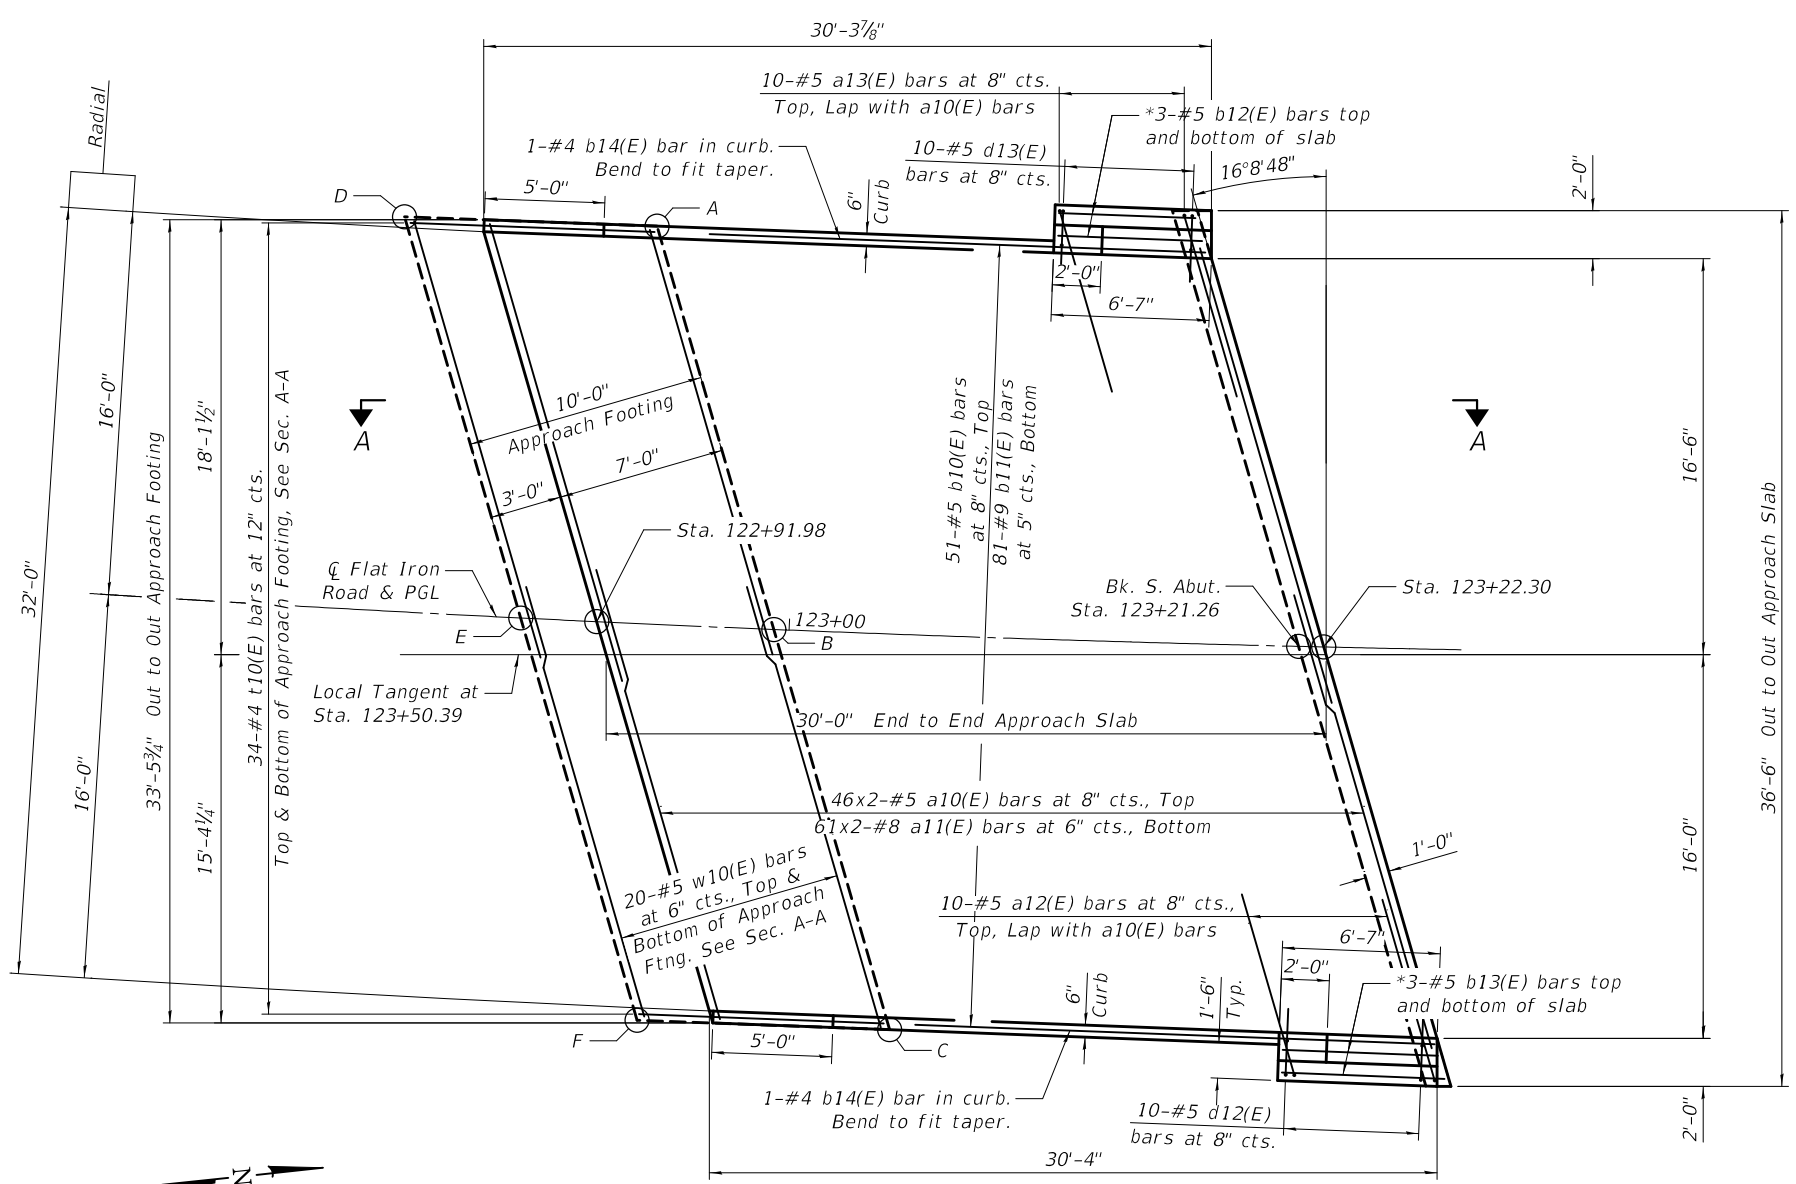 30'-3⅞"
10-#5 a13(E) bars at 8" cts.
Top, Lap with a10(E) bars
*3-#5 b12(E) bars top
and bottom of slab
1-#4 b14(E) bar in curb.
Bend to fit taper.
10-#5 d13(E)
bars at 8" cts.
16°8'48"
2'-0"
Radial
D
5'-0"
A
6"
Curb
2'-0"
6'-7"
10'-0"
Approach Footing
7'-0"
3'-0"
A
A
16'-0"
32'-0"
16'-0"
33'-5¾" Out to Out Approach Footing
18'-1½"
15'-4¼"
34-#4 t10(E) bars at 12" cts.
Top & Bottom of Approach Footing, See Sec. A-A
51-#5 b10(E) bars
at 8" cts., Top
81-#9 b11(E) bars
at 5" cts., Bottom
16'-6"
16'-0"
36'-6" Out to Out Approach Slab
Sta. 122+91.98
℄ Flat Iron
Road & PGL
E
123+00
B
Bk. S. Abut.
Sta. 123+21.26
Sta. 123+22.30
Local Tangent at
Sta. 123+50.39
30'-0" End to End Approach Slab
46x2-#5 a10(E) bars at 8" cts., Top
61x2-#8 a11(E) bars at 6" cts., Bottom
1'-0"
20-#5 w10(E) bars
at 6" cts., Top &
Bottom of Approach
Ftng. See Sec. A-A
10-#5 a12(E) bars at 8" cts.,
Top, Lap with a10(E) bars
6'-7"
2'-0"
*3-#5 b13(E) bars top
and bottom of slab
6"
Curb
1'-6"
Typ.
F
5'-0"
C
1-#4 b14(E) bar in curb.
Bend to fit taper.
10-#5 d12(E)
bars at 8" cts.
2'-0"
30'-4"
N